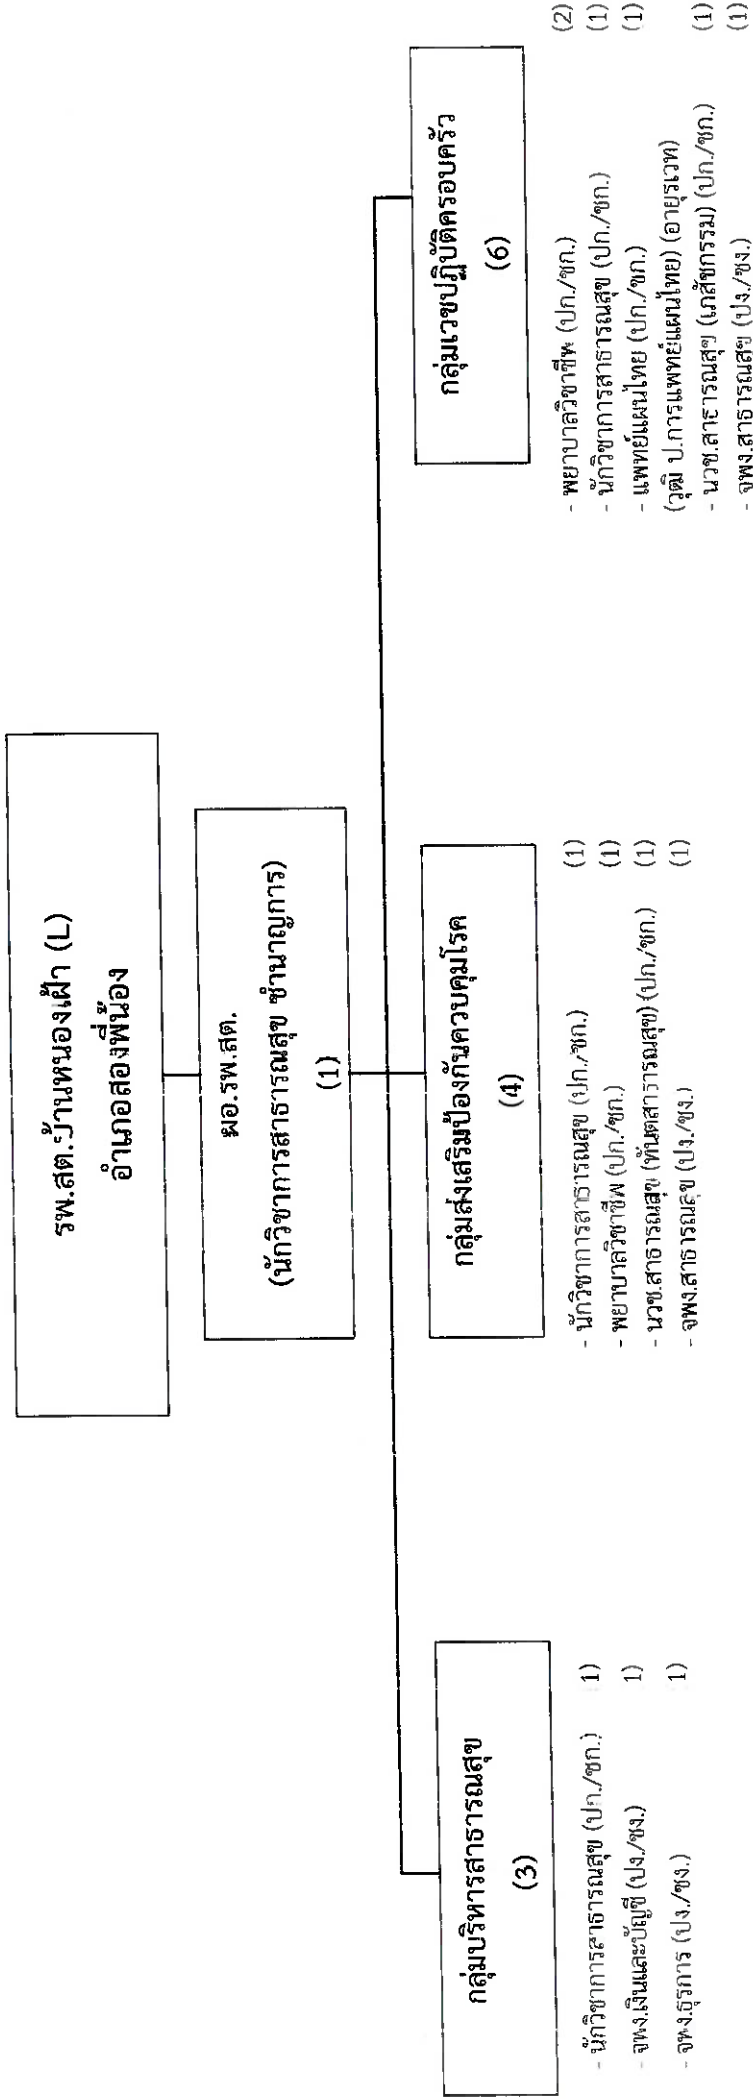 รพ.สต.บ้านหนองเฝ้า (L)
อำเภอสองพี่น้อง
ผอ.รพ.สต.
(นักวิชาการสาธารณสุข ชำนาญการ)
(1)
กลุ่มบริหารสาธารณสุข
(3)
- นักวิชาการสาธารณสุข (ปก./ชก.) 1)
- จพง.เงินและบัญชี (ปง./ชง.) 1)
- จพง.ธุรการ (ปง./ชง.) 1)
กลุ่มส่งเสริมป้องกันควบคุมโรค
(4)
- นักวิชาการสาธารณสุข (ปก./ชก.) (1)
- พยาบาลวิชาชีพ (ปก./ชก.) (1)
- นวช.สาธารณสุข (ทันตสาธารณสุข) (ปก./ชก.) (1)
- จพง.สาธารณสุข (ปง./ชง.) (1)
กลุ่มเวชปฏิบัติครอบครัว
(6)
- พยาบาลวิชาชีพ (ปก./ชก.) (2)
- นักวิชาการสาธารณสุข (ปก./ชก.) (1)
- แพทย์แผนไทย (ปก./ชก.) (1)
(วุฒิ ป.การแพทย์แผนไทย) (อายุรเวท)
- นวช.สาธารณสุข (เภสัชกรรม) (ปก./ชก.) (1)
- จพง.สาธารณสุข (ปง./ชง.) (1)